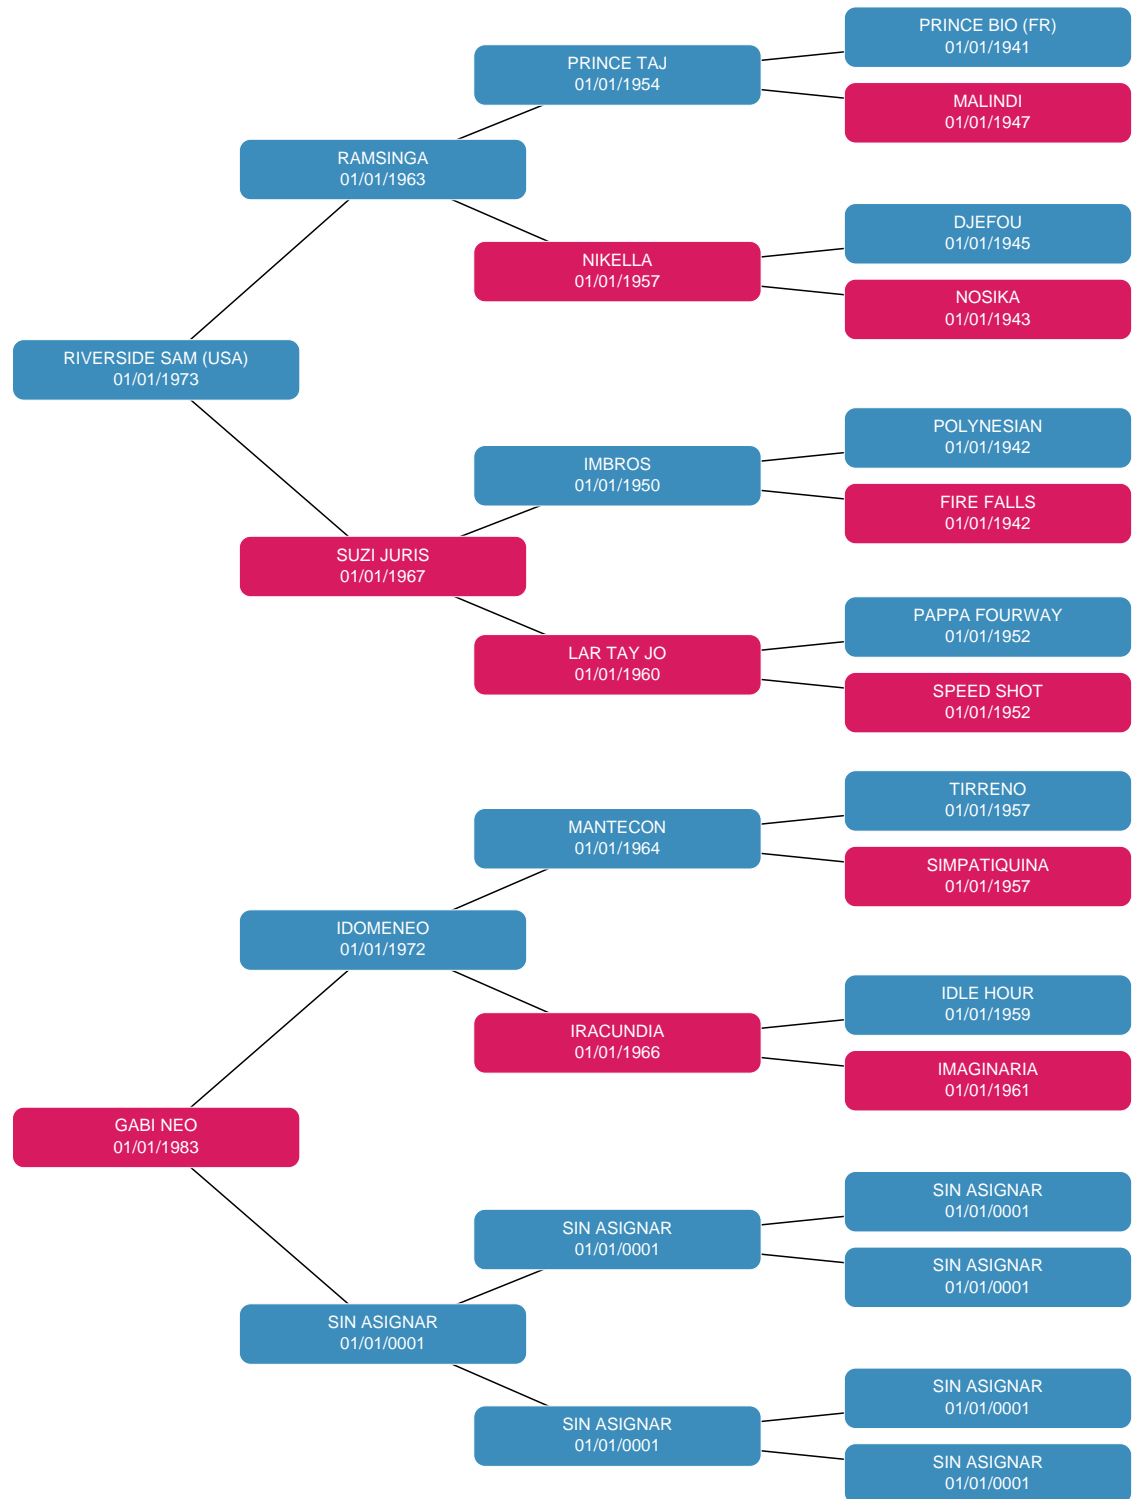 PRINCE BIO (FR)
01/01/1941
PRINCE TAJ
01/01/1954
MALINDI
01/01/1947
RAMSINGA
01/01/1963
DJEFOU
01/01/1945
NIKELLA
01/01/1957
NOSIKA
01/01/1943
RIVERSIDE SAM (USA)
01/01/1973
POLYNESIAN
01/01/1942
IMBROS
01/01/1950
FIRE FALLS
01/01/1942
SUZI JURIS
01/01/1967
PAPPA FOURWAY
01/01/1952
LAR TAY JO
01/01/1960
SPEED SHOT
01/01/1952
TIRRENO
01/01/1957
MANTECON
01/01/1964
SIMPATIQUINA
01/01/1957
IDOMENEO
01/01/1972
IDLE HOUR
01/01/1959
IRACUNDIA
01/01/1966
IMAGINARIA
01/01/1961
GABI NEO
01/01/1983
SIN ASIGNAR
01/01/0001
SIN ASIGNAR
01/01/0001
SIN ASIGNAR
01/01/0001
SIN ASIGNAR
01/01/0001
SIN ASIGNAR
01/01/0001
SIN ASIGNAR
01/01/0001
SIN ASIGNAR
01/01/0001